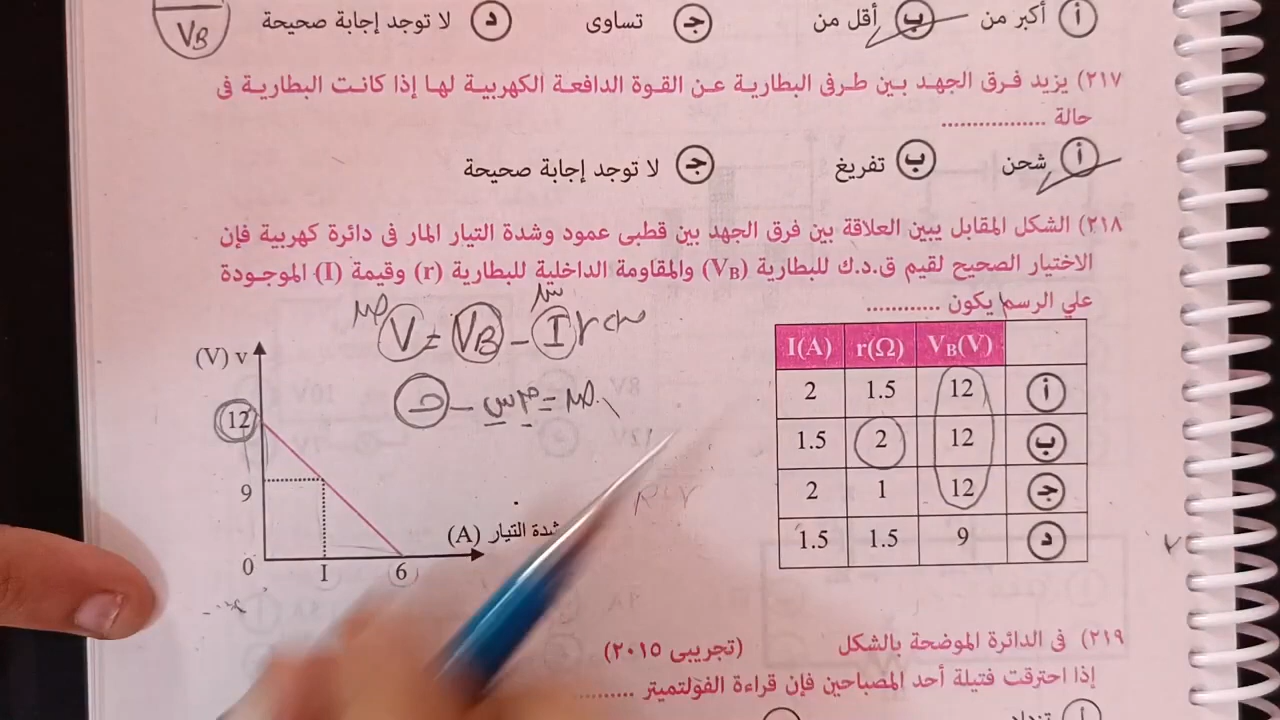 أ أكبر من ب أقل من ج تساوى د لا توجد إجابة صحيحة
VB
٢١٧) يزيد فرق الجهد بين طرفى البطارية عن القوة الدافعة الكهربية لها إذا كانت البطارية فى
حالة .................
أ شحن ب تفريغ ج لا توجد إجابة صحيحة
٢١٨) الشكل المقابل يبين العلاقة بين فرق الجهد بين قطبى عمود وشدة التيار المار فى دائرة كهربية فإن
الاختيار الصحيح لقيم ق.د.ك للبطارية (VB) والمقاومة الداخلية للبطارية (r) وقيمة (I) الموجودة
علي الرسم يكون ............
ص س م
V = VB - I r
ص = م س - ج
(V) v
12
9
0
I 6
شدة التيار (A)
I(A) r(Ω) VB(V)
2 1.5 12 أ
1.5 2 12 ب
2 1 12 ج
1.5 1.5 9 د
٢١٩) فى الدائرة الموضحة بالشكل (تجريبى ٢٠١٥)
إذا احترقت فتيلة أحد المصباحين فإن قراءة الفولتميتر ..........
أ تزداد